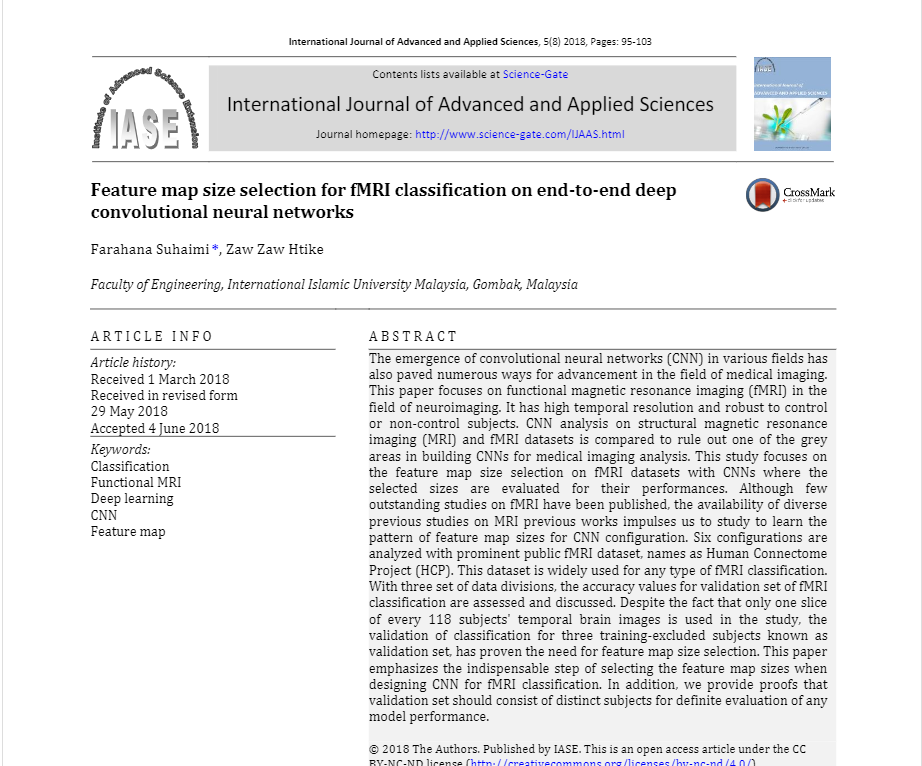 International Journal of Advanced and Applied Sciences, 5(8) 2018, Pages: 95-103
Contents lists available at Science-Gate
International Journal of Advanced and Applied Sciences
Journal homepage: http://www.science-gate.com/IJAAS.html
Institute of Advanced Science Extension
IASE
IASE
International Journal of
ADVANCED AND APPLIED SCIENCES
Feature map size selection for fMRI classification on end-to-end deep
convolutional neural networks
CrossMark
click for updates
Farahana Suhaimi *, Zaw Zaw Htike
Faculty of Engineering, International Islamic University Malaysia, Gombak, Malaysia
ARTICLE INFO
Article history:
Received 1 March 2018
Received in revised form
29 May 2018
Accepted 4 June 2018
Keywords:
Classification
Functional MRI
Deep learning
CNN
Feature map
ABSTRACT
The emergence of convolutional neural networks (CNN) in various fields has
also paved numerous ways for advancement in the field of medical imaging.
This paper focuses on functional magnetic resonance imaging (fMRI) in the
field of neuroimaging. It has high temporal resolution and robust to control
or non-control subjects. CNN analysis on structural magnetic resonance
imaging (MRI) and fMRI datasets is compared to rule out one of the grey
areas in building CNNs for medical imaging analysis. This study focuses on
the feature map size selection on fMRI datasets with CNNs where the
selected sizes are evaluated for their performances. Although few
outstanding studies on fMRI have been published, the availability of diverse
previous studies on MRI previous works impulses us to study to learn the
pattern of feature map sizes for CNN configuration. Six configurations are
analyzed with prominent public fMRI dataset, names as Human Connectome
Project (HCP). This dataset is widely used for any type of fMRI classification.
With three set of data divisions, the accuracy values for validation set of fMRI
classification are assessed and discussed. Despite the fact that only one slice
of every 118 subjects' temporal brain images is used in the study, the
validation of classification for three training-excluded subjects known as
validation set, has proven the need for feature map size selection. This paper
emphasizes the indispensable step of selecting the feature map sizes when
designing CNN for fMRI classification. In addition, we provide proofs that
validation set should consist of distinct subjects for definite evaluation of any
model performance.
© 2018 The Authors. Published by IASE. This is an open access article under the CC
BY-NC-ND license (http://creativecommons.org/licenses/by-nc-nd/4.0/).